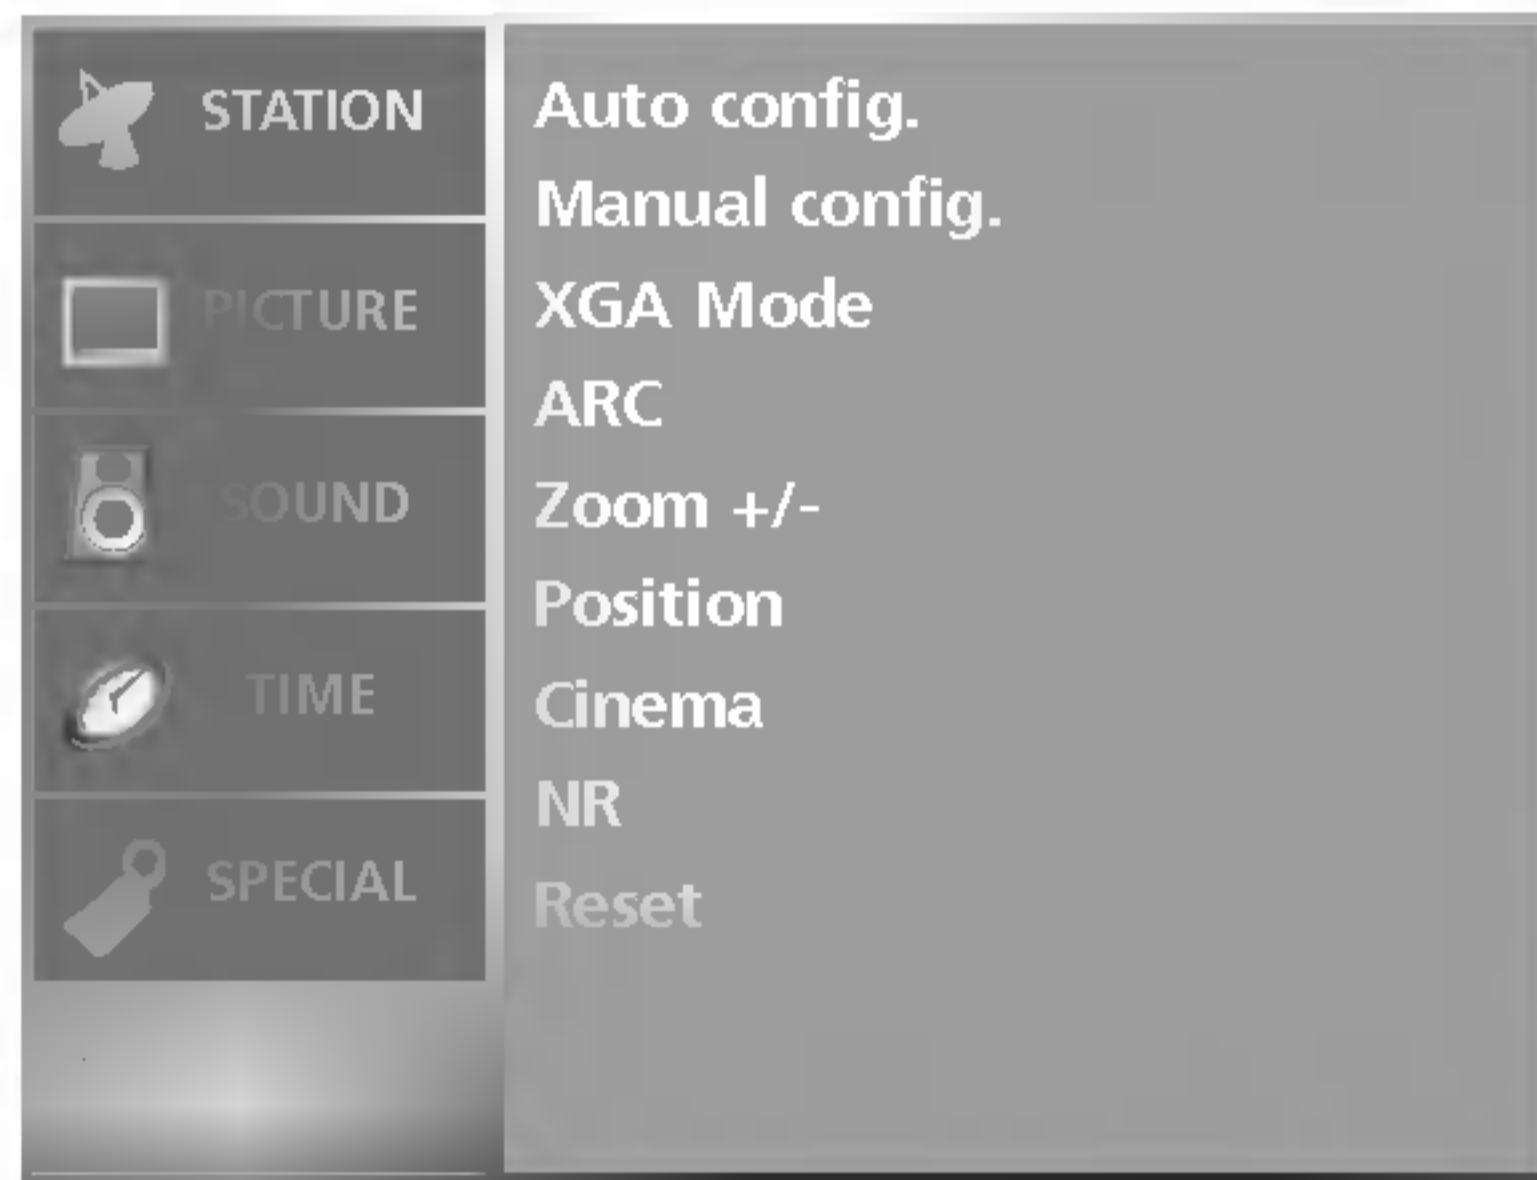 STATION
PICTURE
SOUND
TIME
SPECIAL
Auto config.
Manual config.
XGA Mode
ARC
Zoom +/-
Position
Cinema
NR
Reset